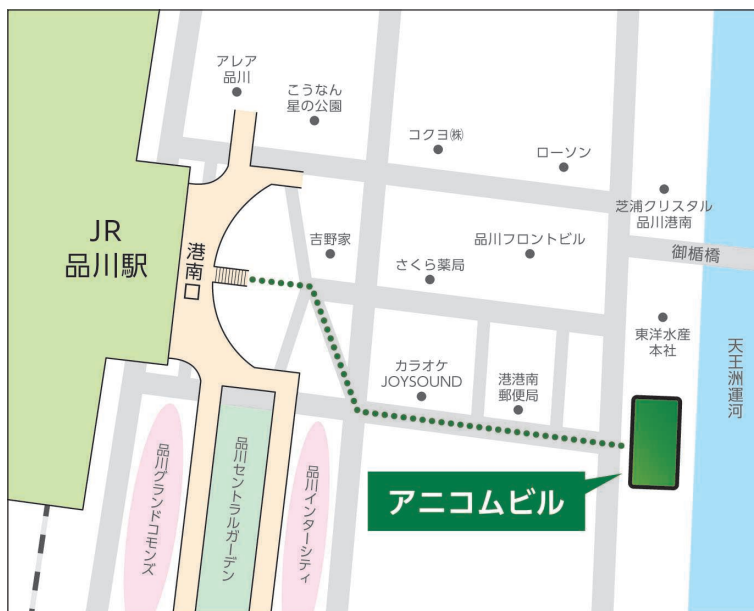 アレア
品川
こうなん
星の公園
コクヨ㈱
ローソン
芝浦クリスタル
品川港南
JR
品川駅
港南口
吉野家
さくら薬局
品川フロントビル
御楯橋
東洋水産
本社
天王洲運河
カラオケ
JOYSOUND
港港南
郵便局
品川グランドコモンズ
品川セントラルガーデン
品川インターシティ
アニコムビル